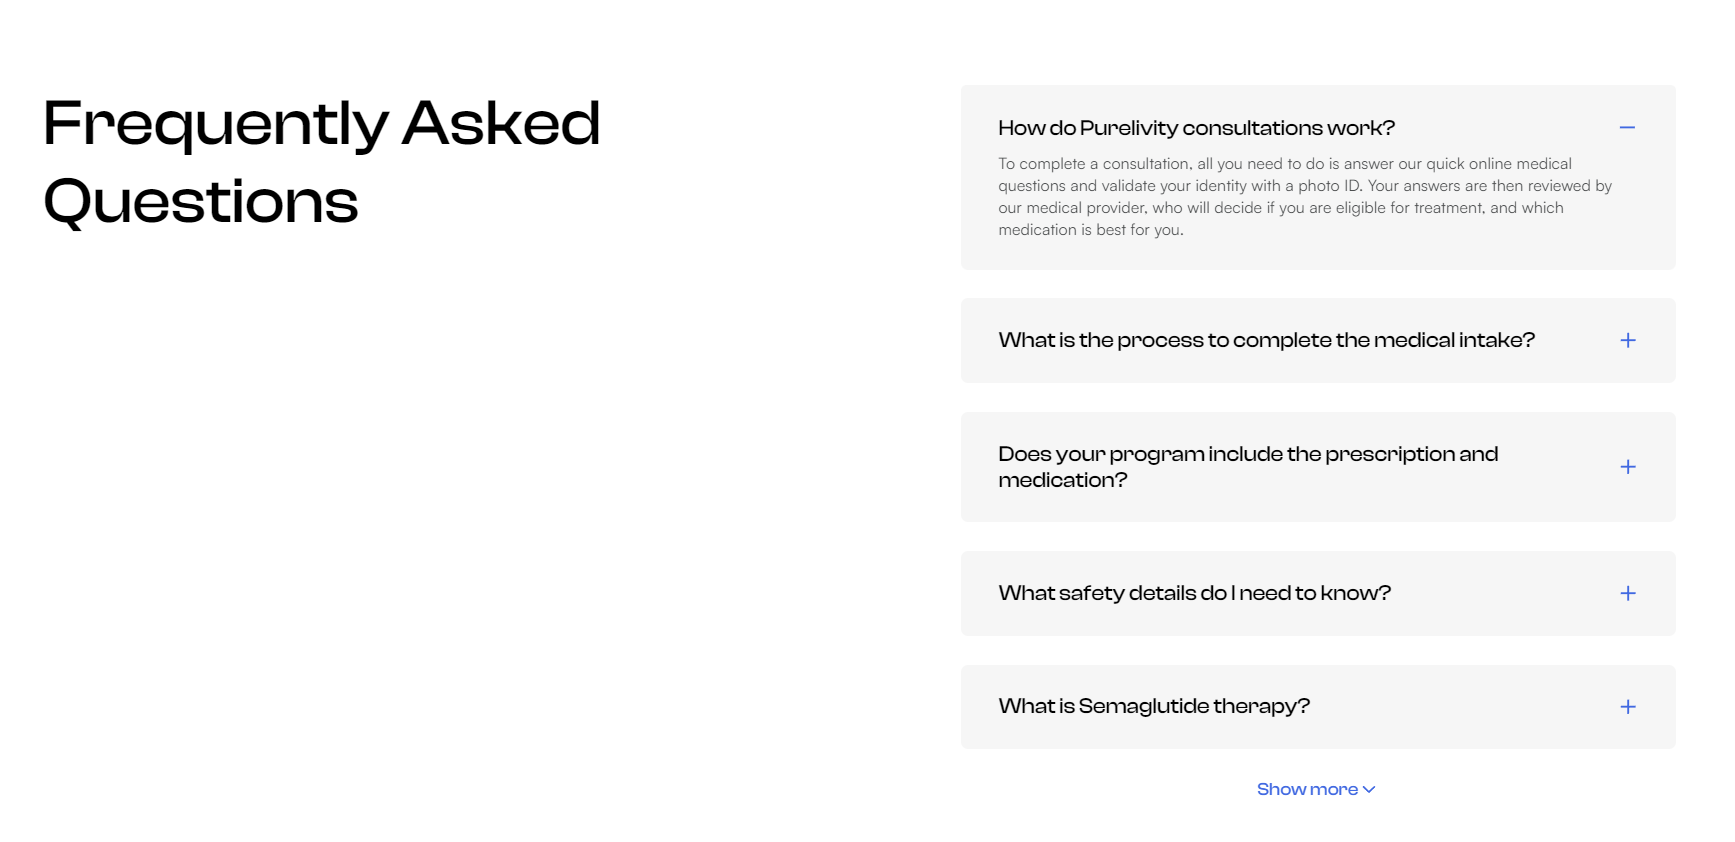 Frequently Asked
Questions
How do Purelivity consultations work?
To complete a consultation, all you need to do is answer our quick online medical
questions and validate your identity with a photo ID. Your answers are then reviewed by
our medical provider, who will decide if you are eligible for treatment, and which
medication is best for you.
What is the process to complete the medical intake?
Does your program include the prescription and
medication?
What safety details do I need to know?
What is Semaglutide therapy?
Show more